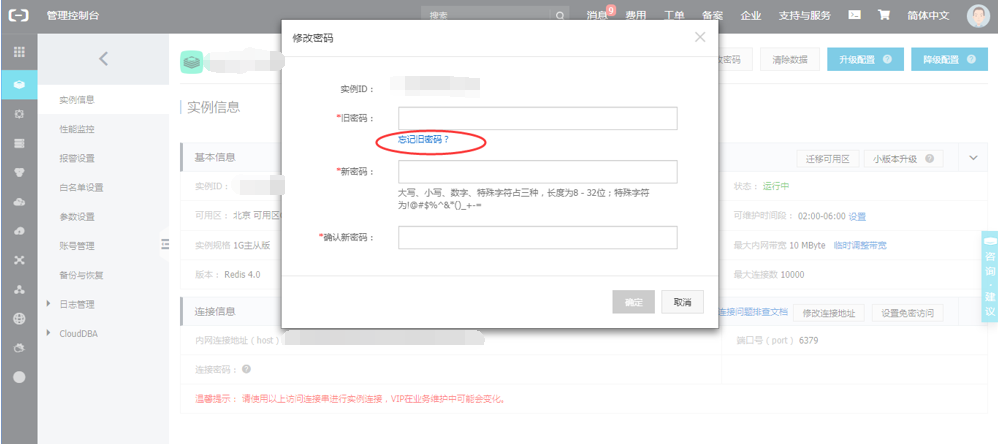 管理控制台
搜索
消息 9 费用 工单 备案 企业 支持与服务 简体中文
修改密码
改密码 清除数据 升级配置 降级配置
实例ID：
*旧密码：
忘记旧密码？
*新密码：
大写、小写、数字、特殊字符占三种，长度为8 - 32位；特殊字符
为!@#$%^&*()_+-=
*确认新密码：
确定 取消
实例信息
性能监控
报警设置
白名单设置
参数设置
账号管理
备份与恢复
日志管理
CloudDBA
实例信息
基本信息 迁移可用区 小版本升级
实例ID： 状态： 运行中
可用区： 北京 可用区 可维护时间段： 02:00-06:00 设置
实例规格 1G主从版 最大内网带宽 10 MByte 临时调整带宽
版本： Redis 4.0 最大连接数 10000
连接信息 连接问题排查文档 修改连接地址 设置免密访问
内网连接地址（host） 端口号（port） 6379
连接密码：
温馨提示： 请使用以上访问连接串进行实例连接，VIP在业务维护中可能会变化。
咨询·建议